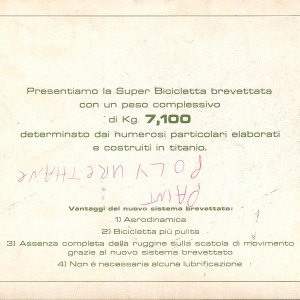 Presentiamo la Super Bicicletta brevettata
con un peso complessivo
di Kg 7,100
determinato dai humerosi particolari elaborati
e costruiti in titanio.
POLYURETHANE
PAINT
Vantaggi del nuovo sistema brevettato:
1) Aerodinamica
2) Bicicletta più pulita
3) Assenza completa della ruggine sulla scatola di movimento
grazie al nuovo sistema brevettato
4) Non è necessaria alcuna lubrificazione